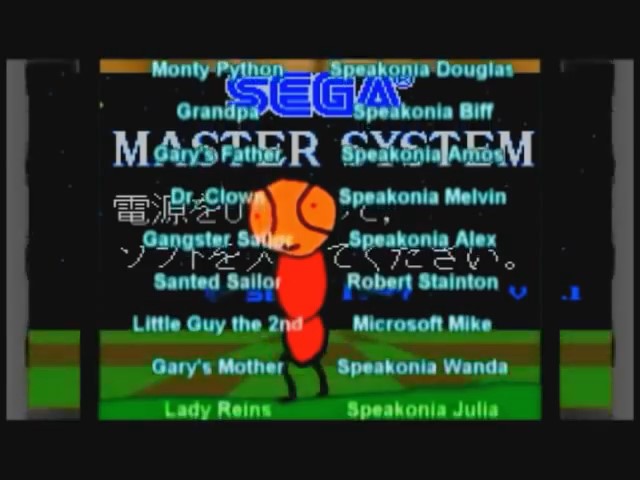 Monty Python Speakonia Douglas
SEGA®
Grandpa Speakonia Biff
MASTER SYSTEM
Gary's Father Speakonia Amos
Dr. Clown Speakonia Melvin
電源を て,
Gangster Sailor Speakonia Alex
ソフトを てください。
Santed Sailor Robert Stainton
Little Guy the 2nd Microsoft Mike
Gary's Mother Speakonia Wanda
Lady Reins Speakonia Julia